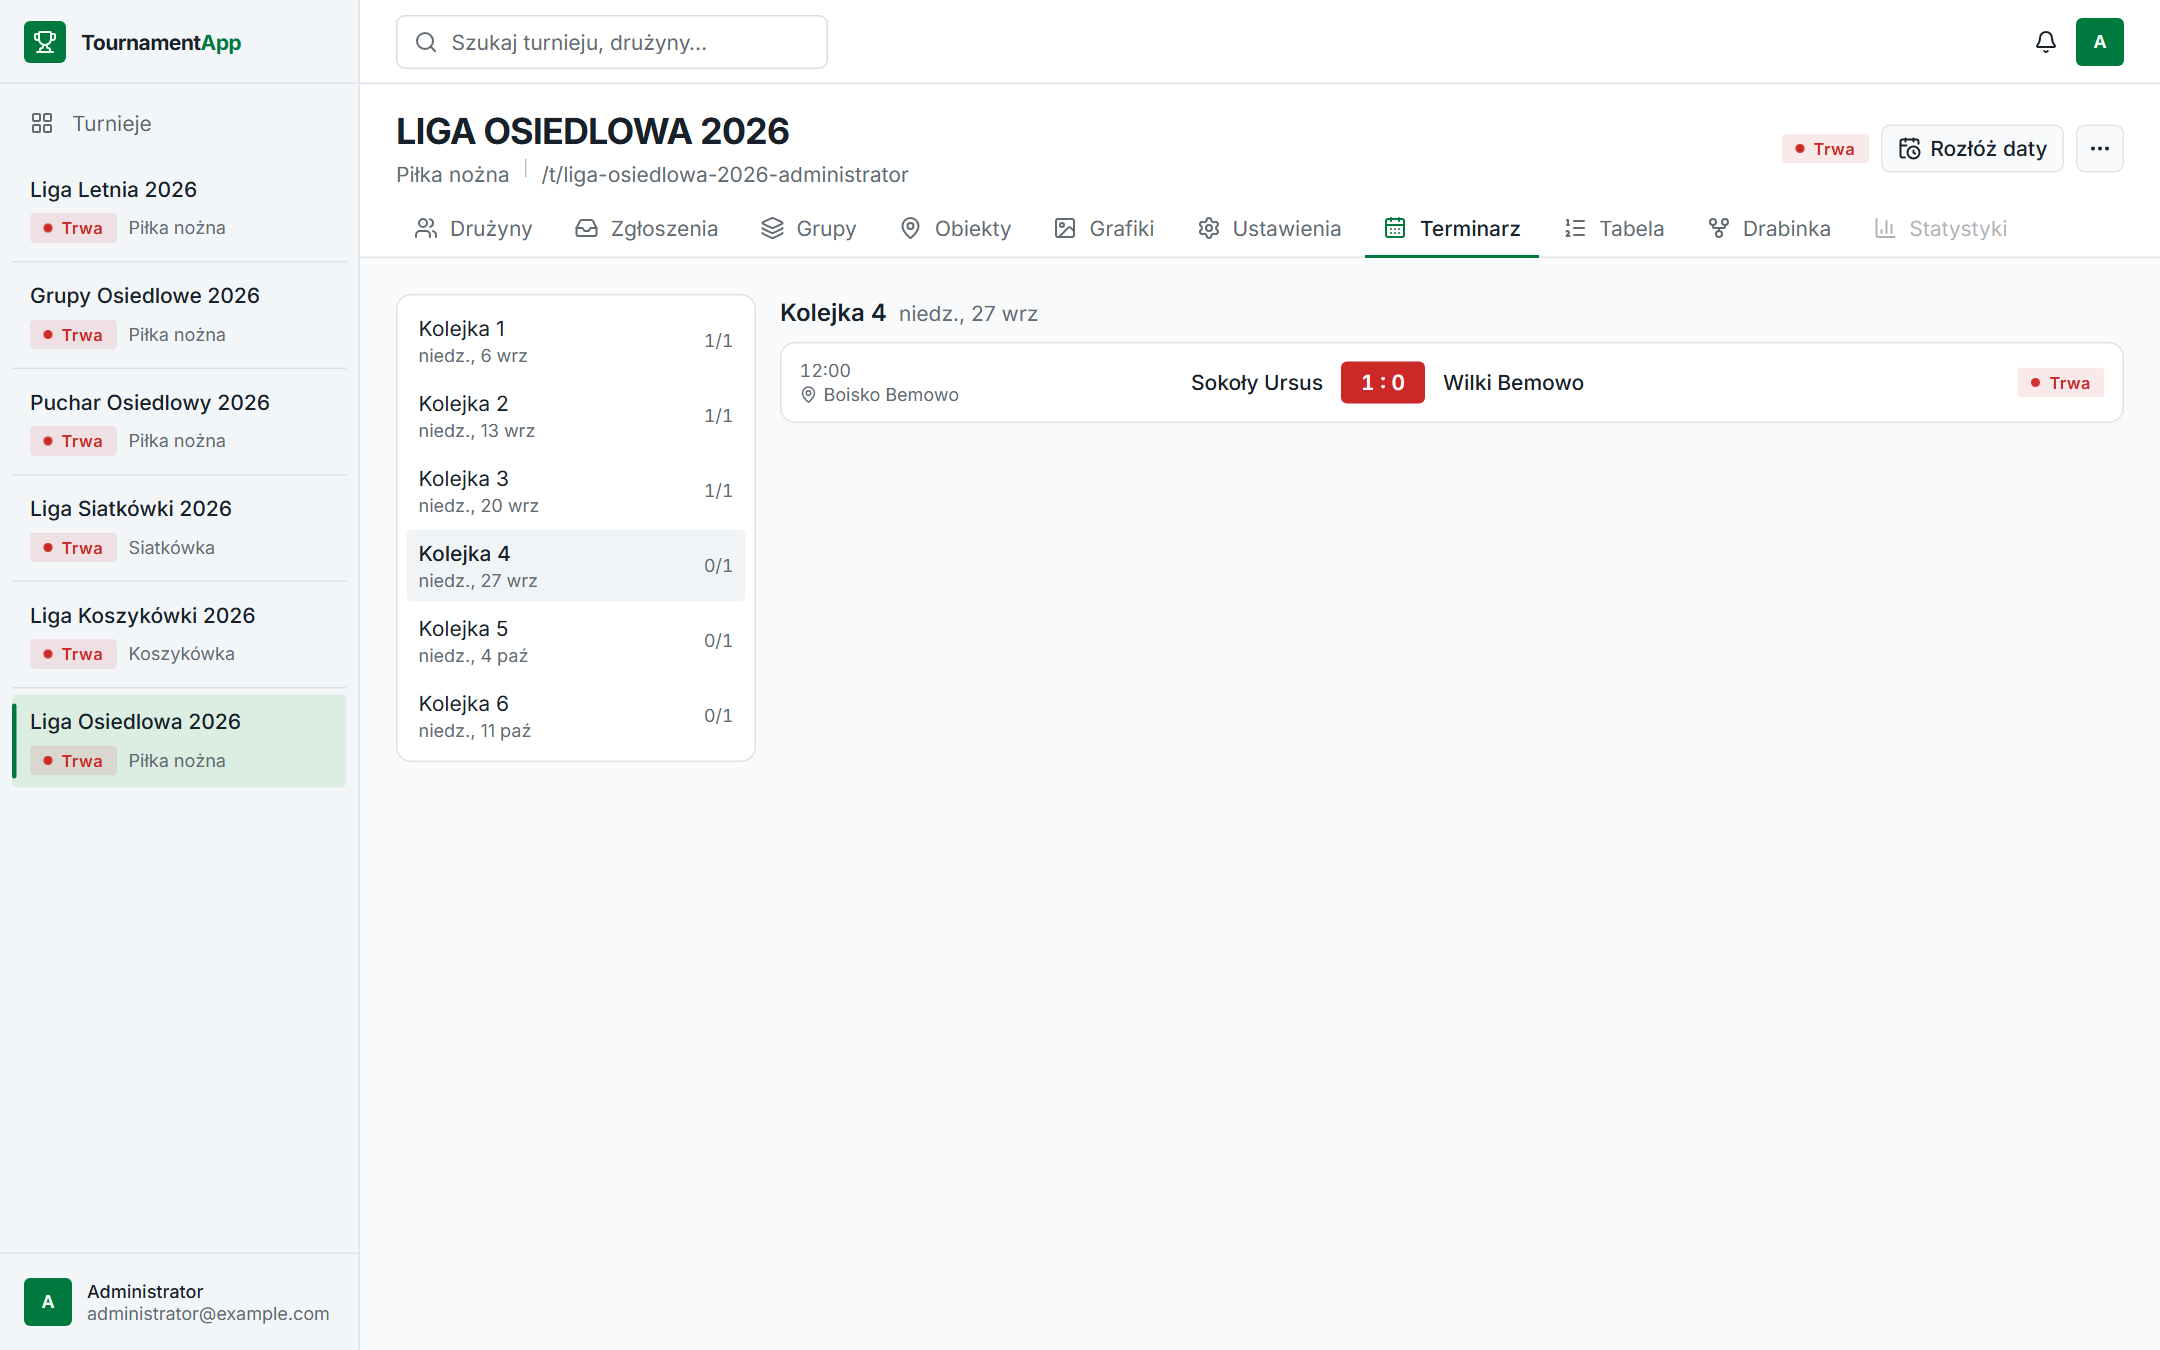 TournamentApp
Szukaj turnieju, drużyny...
A
Turnieje
Liga Letnia 2026
Trwa Piłka nożna
Grupy Osiedlowe 2026
Trwa Piłka nożna
Puchar Osiedlowy 2026
Trwa Piłka nożna
Liga Siatkówki 2026
Trwa Siatkówka
Liga Koszykówki 2026
Trwa Koszykówka
Liga Osiedlowa 2026
Trwa Piłka nożna
A
Administrator
administrator@example.com
LIGA OSIEDLOWA 2026
Piłka nożna /t/liga-osiedlowa-2026-administrator
Trwa
Rozłóż daty
Drużyny Zgłoszenia Grupy Obiekty Grafiki Ustawienia Terminarz Tabela Drabinka Statystyki
Kolejka 1
niedz., 6 wrz
1/1
Kolejka 2
niedz., 13 wrz
1/1
Kolejka 3
niedz., 20 wrz
1/1
Kolejka 4
niedz., 27 wrz
0/1
Kolejka 5
niedz., 4 paź
0/1
Kolejka 6
niedz., 11 paź
0/1
Kolejka 4 niedz., 27 wrz
12:00
Boisko Bemowo
Sokoły Ursus 1 : 0 Wilki Bemowo
Trwa